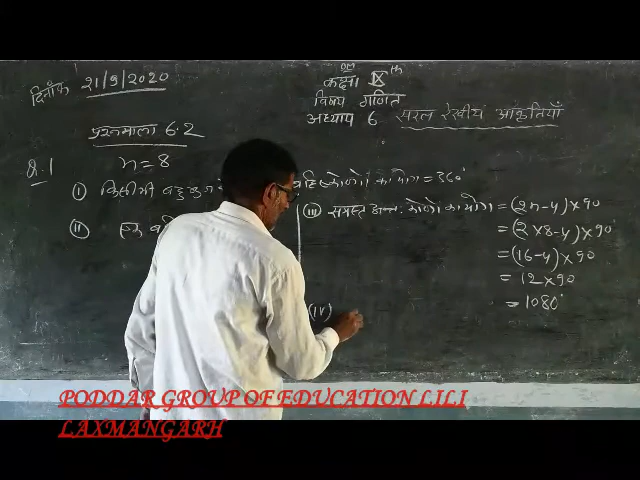 दिनांक 21/9/2020
ॐ
कक्षा IX th
विषय गणित
अध्याय 6 सरल रेखीय आकृतियाँ
प्रश्नमाला 6.2
Q.1 n = 8
(i) किसी भी बहुभुज कोणों का योग = 360°
(ii) एक
(iii) समस्त अन्तः कोणों का योग = (2n-4)×90
= (2×8-4)×90°
= (16-4)×90
= 12×90
= 1080°
(iv)
PODDAR GROUP OF EDUCATION LILI
LAXMANGARH